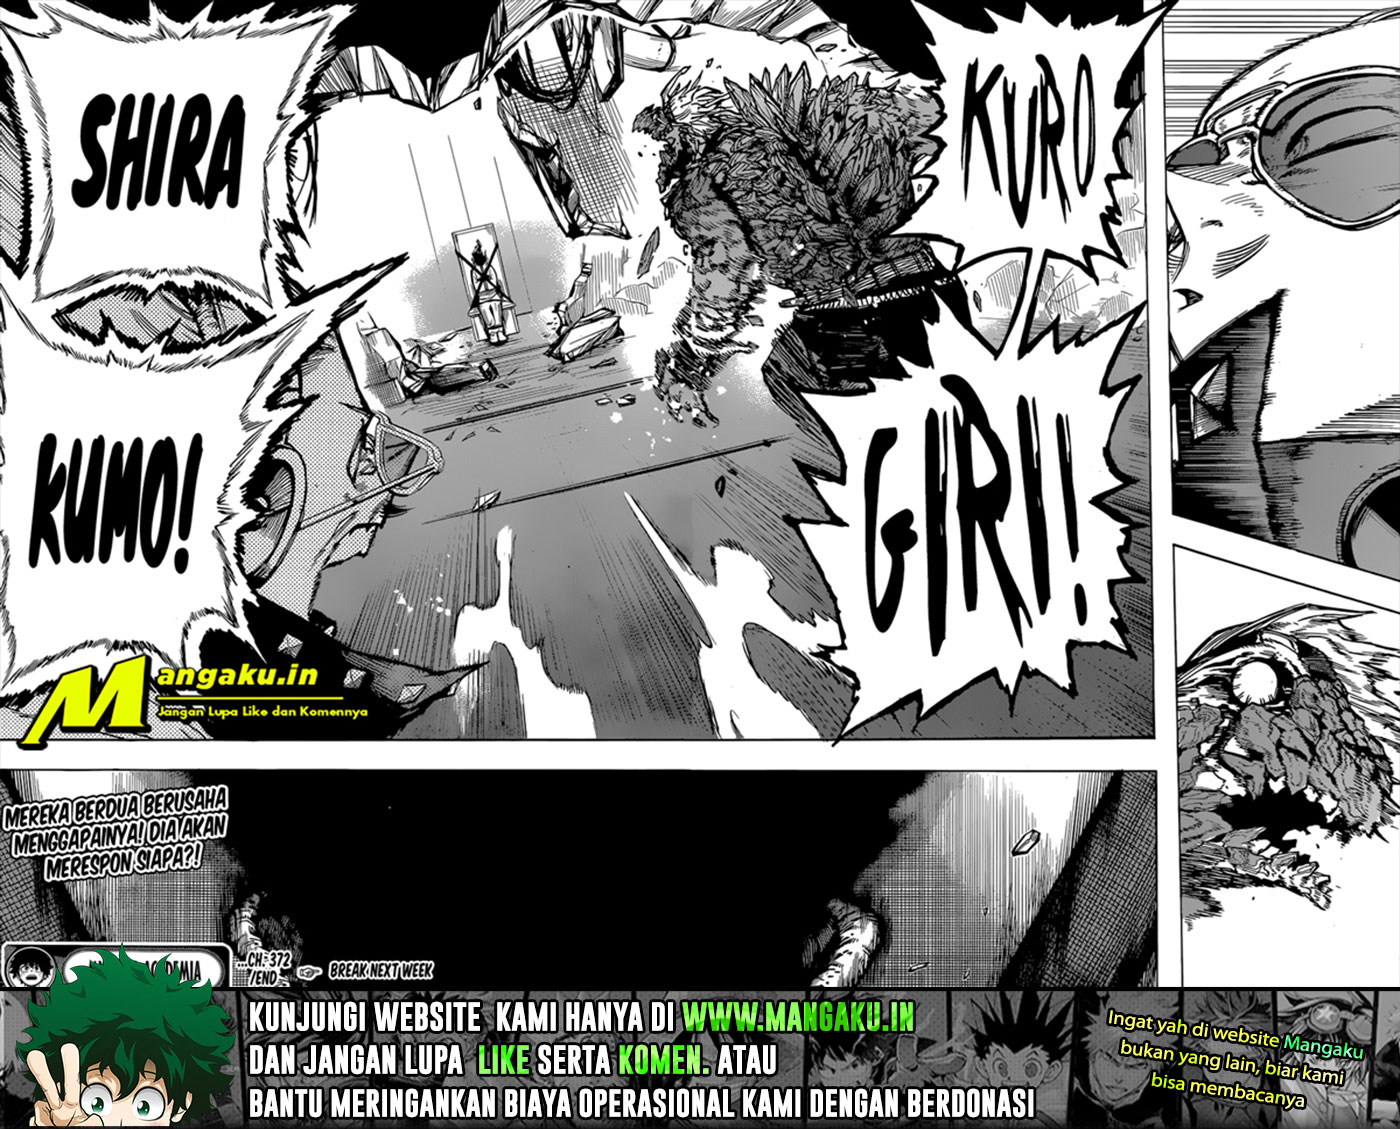 KURO
GIRI!
SHIRA
KUMO!
Mangaku.in
Jangan Lupa Like dan Komennya
MEREKA BERDUA BERUSAHA
MENGGAPAINYA! DIA AKAN
MERESPON SIAPA?!
...CH. 372
/END
BREAK NEXT WEEK
KUNJUNGI WEBSITE KAMI HANYA DI WWW.MANGAKU.IN
DAN JANGAN LUPA LIKE SERTA KOMEN. ATAU
BANTU MERINGANKAN BIAYA OPERASIONAL KAMI DENGAN BERDONASI
Ingat yah di website Mangaku
bukan yang lain, biar kami
bisa membacanya